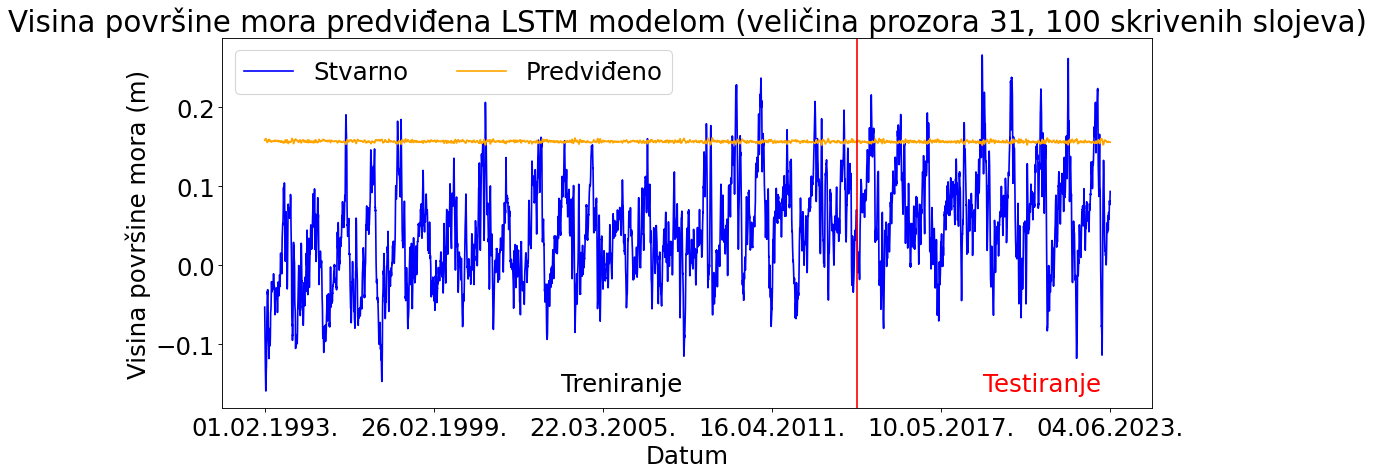 Visina površine mora predviđena LSTM modelom (veličina prozora 31, 100 skrivenih slojeva)
Stvarno Predviđeno
Visina površine mora (m)
0.2
0.1
0.0
−0.1
Treniranje Testiranje
01.02.1993. 26.02.1999. 22.03.2005. 16.04.2011. 10.05.2017. 04.06.2023.
Datum